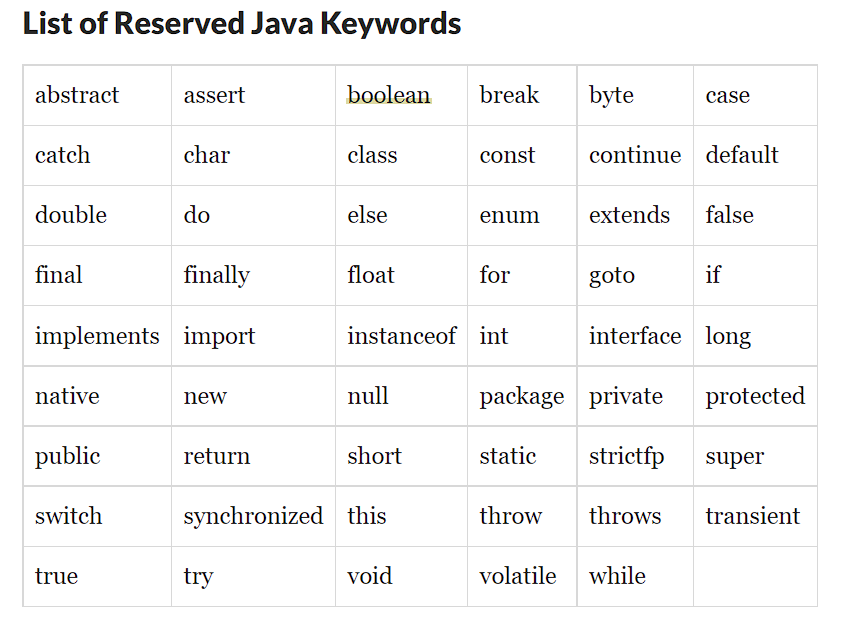 List of Reserved Java Keywords
abstract assert boolean break byte case
catch char class const continue default
double do else enum extends false
final finally float for goto if
implements import instanceof int interface long
native new null package private protected
public return short static strictfp super
switch synchronized this throw throws transient
true try void volatile while